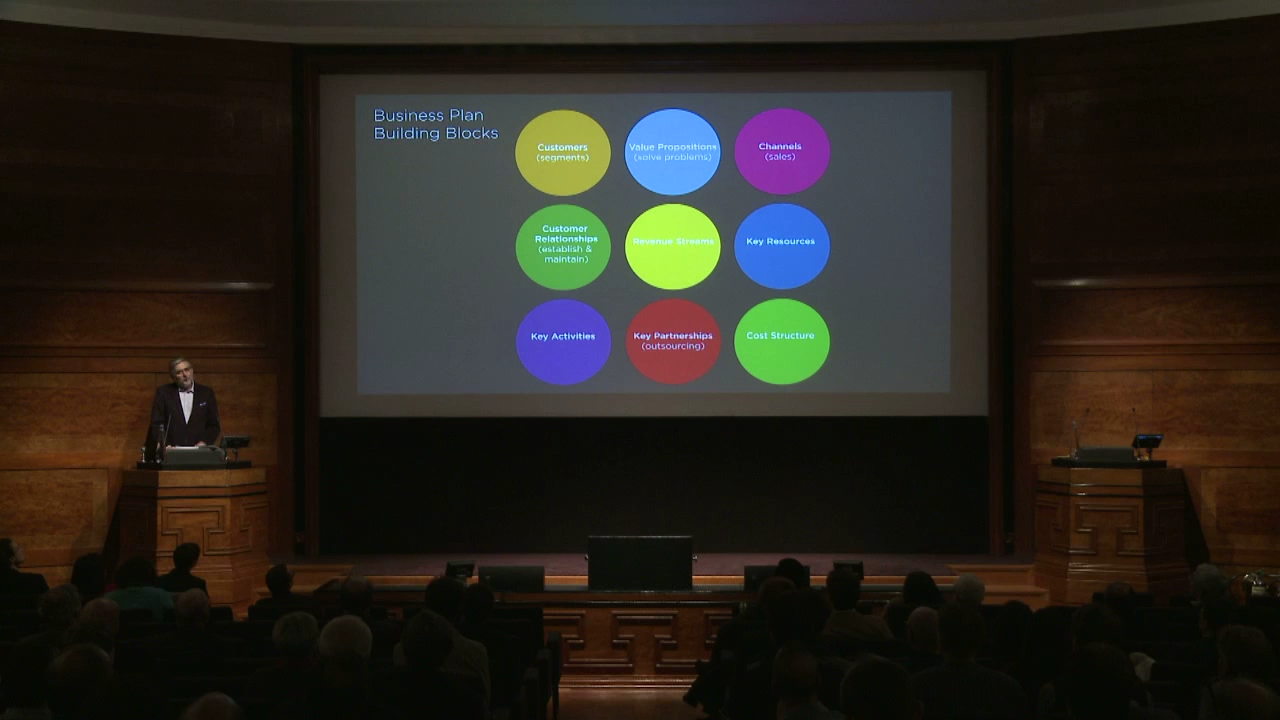 Business Plan
Building Blocks
Customers
(segments)
Value Propositions
(solve problems)
Channels
(sales)
Customer
Relationships
(establish &
maintain)
Revenue Streams
Key Resources
Key Activities
Key Partnerships
(outsourcing)
Cost Structure